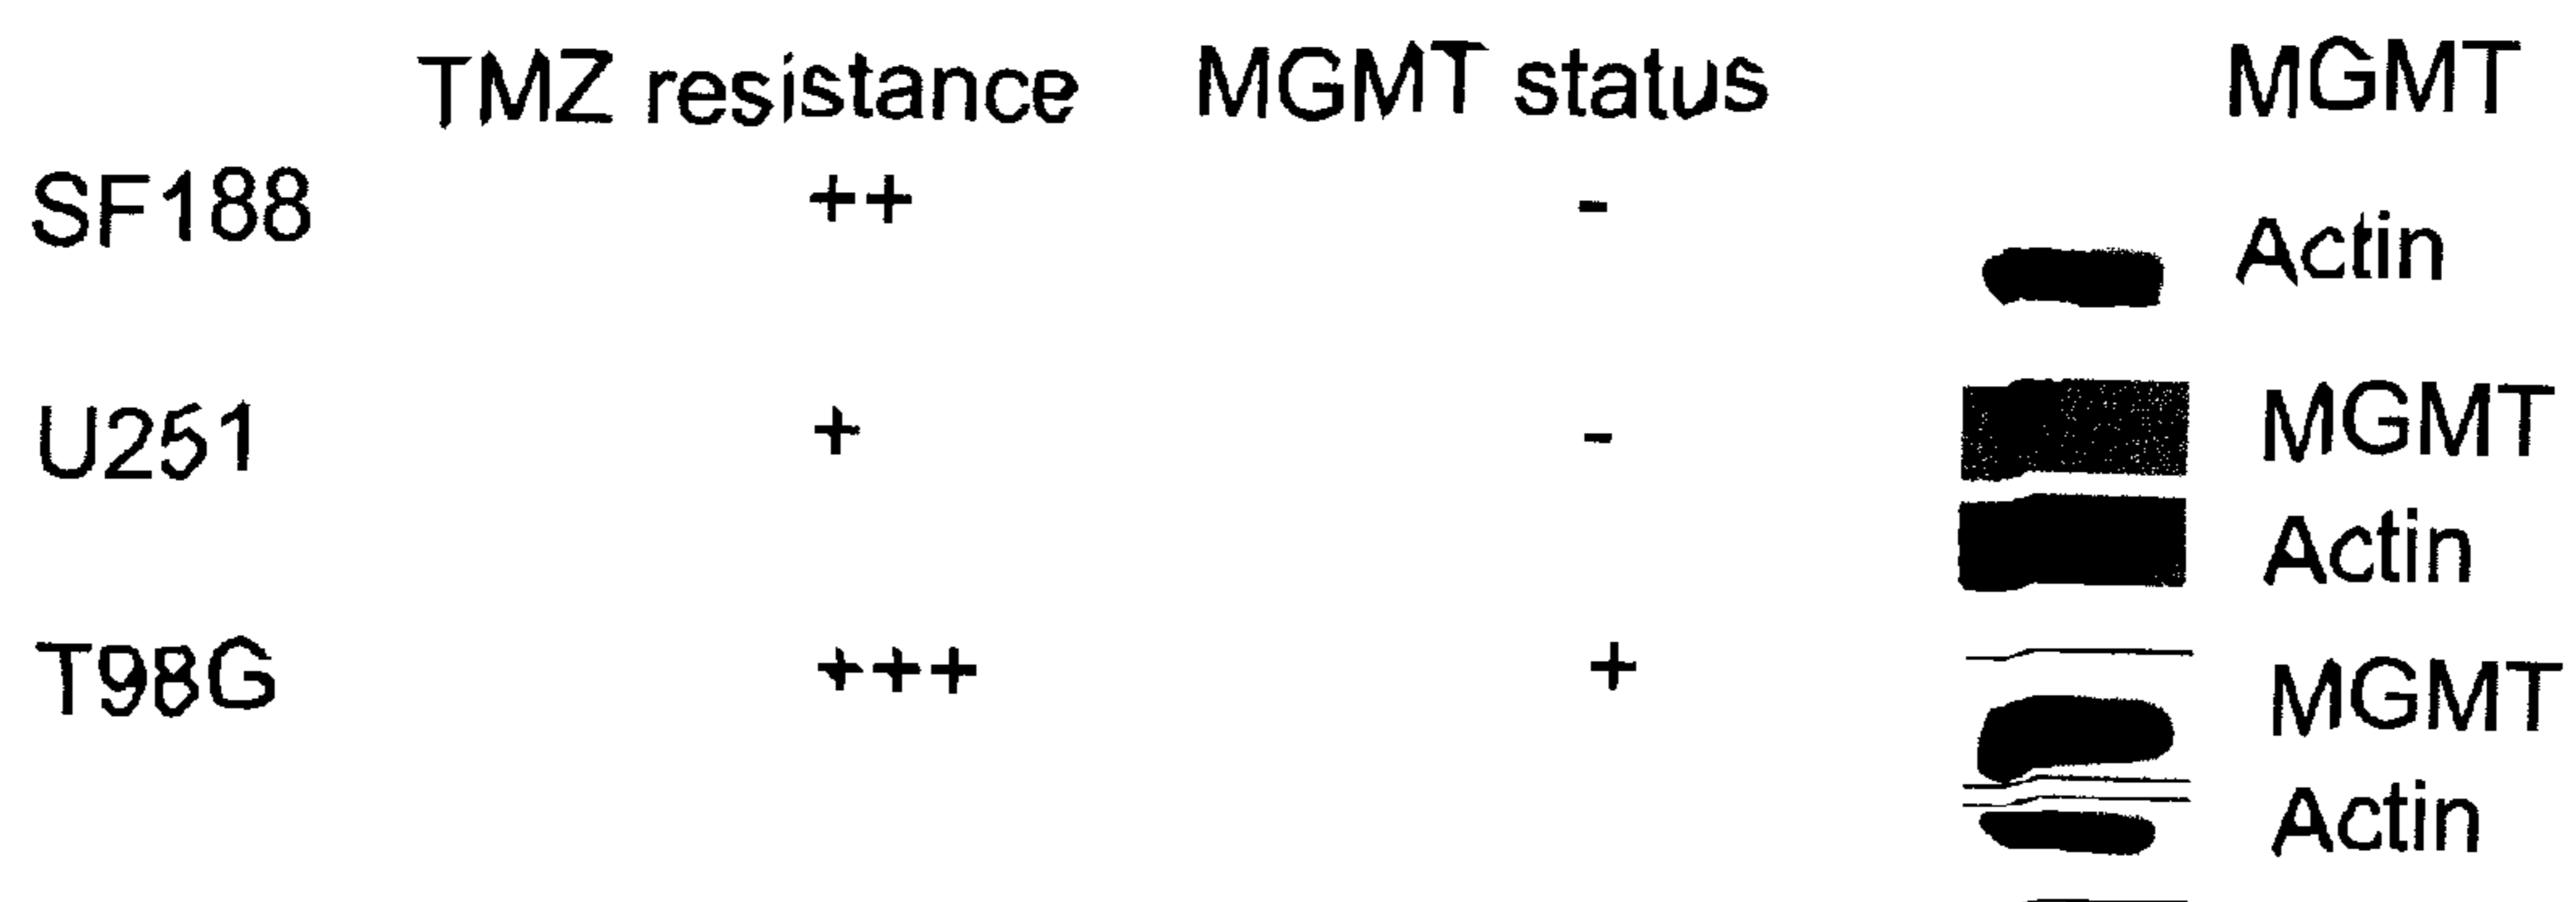 TMZ resistance MGMT status MGMT
SF188 ++ - Actin
U251 + - MGMT
Actin
T98G +++ + MGMT
Actin